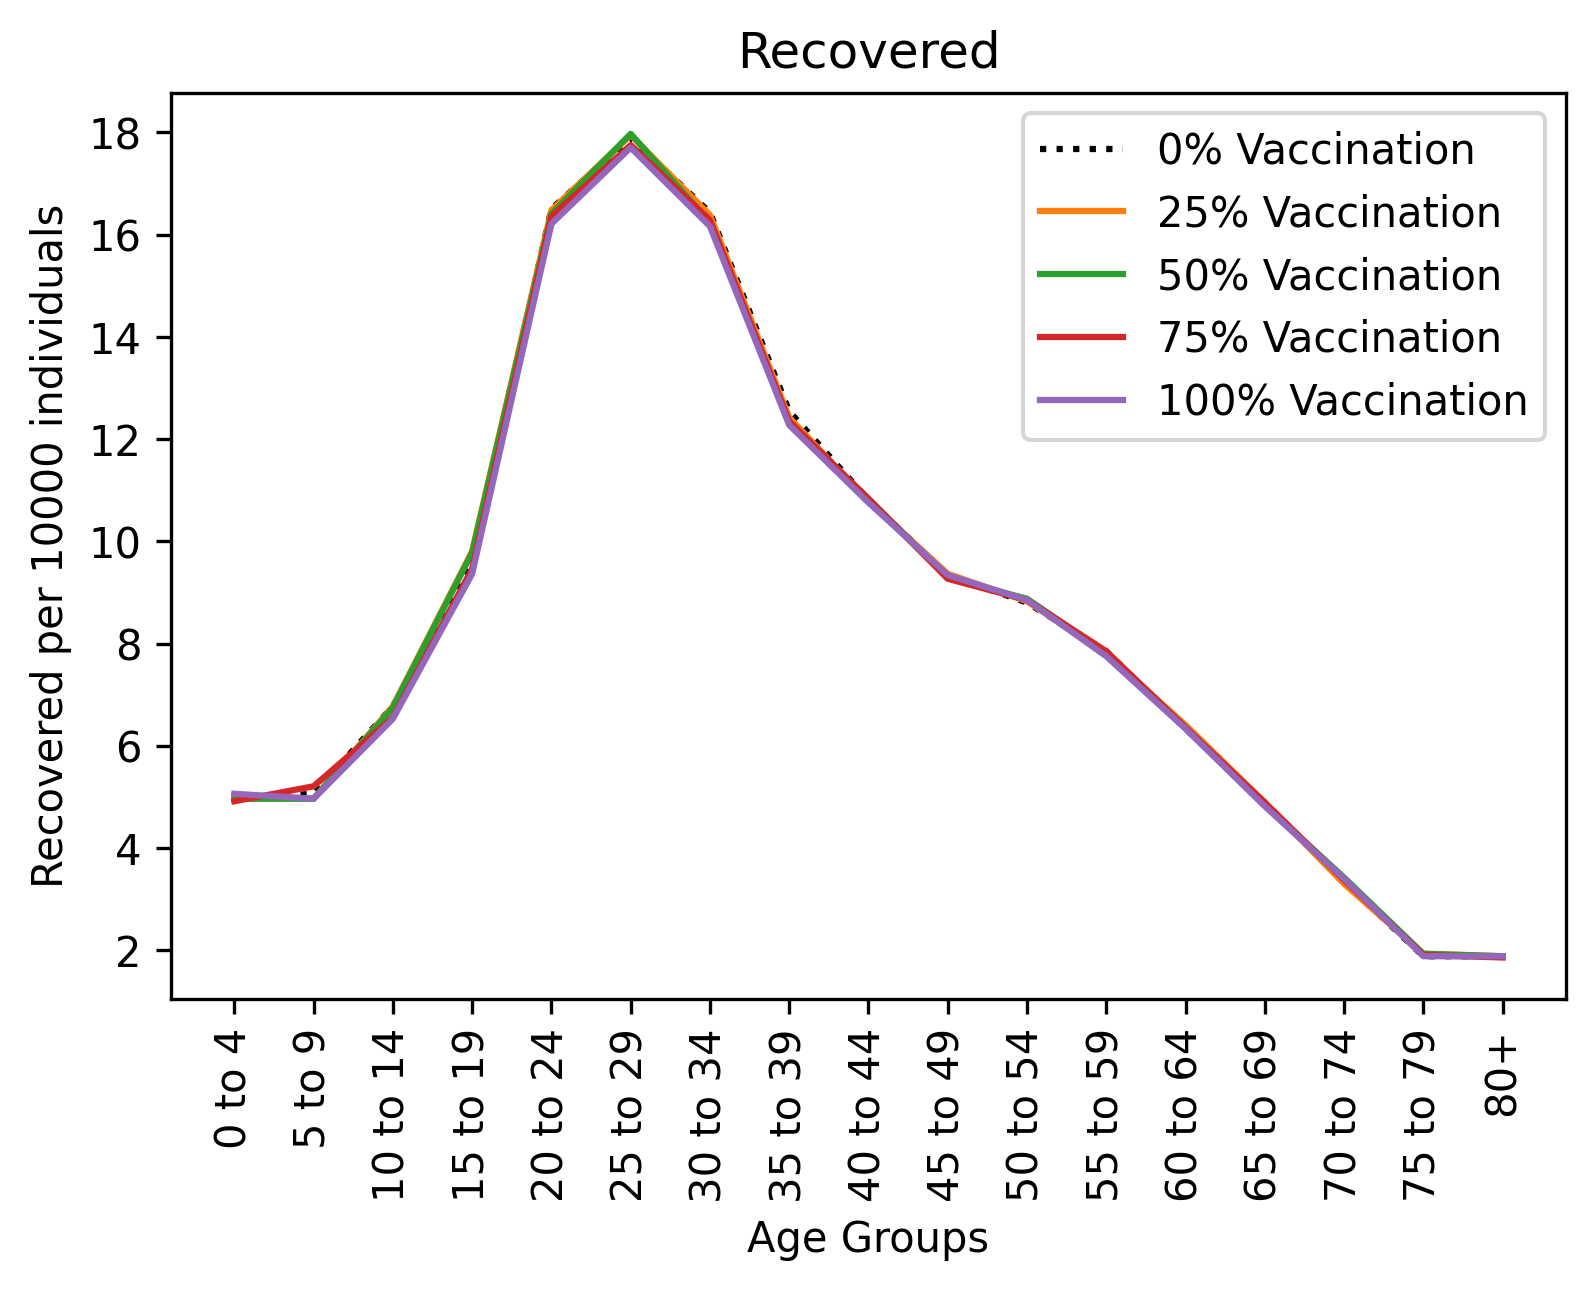 Recovered
18
16
14
12
10
8
6
4
2
Recovered per 10000 individuals
0% Vaccination
25% Vaccination
50% Vaccination
75% Vaccination
100% Vaccination
0 to 4
5 to 9
10 to 14
15 to 19
20 to 24
25 to 29
30 to 34
35 to 39
40 to 44
45 to 49
50 to 54
55 to 59
60 to 64
65 to 69
70 to 74
75 to 79
80+
Age Groups